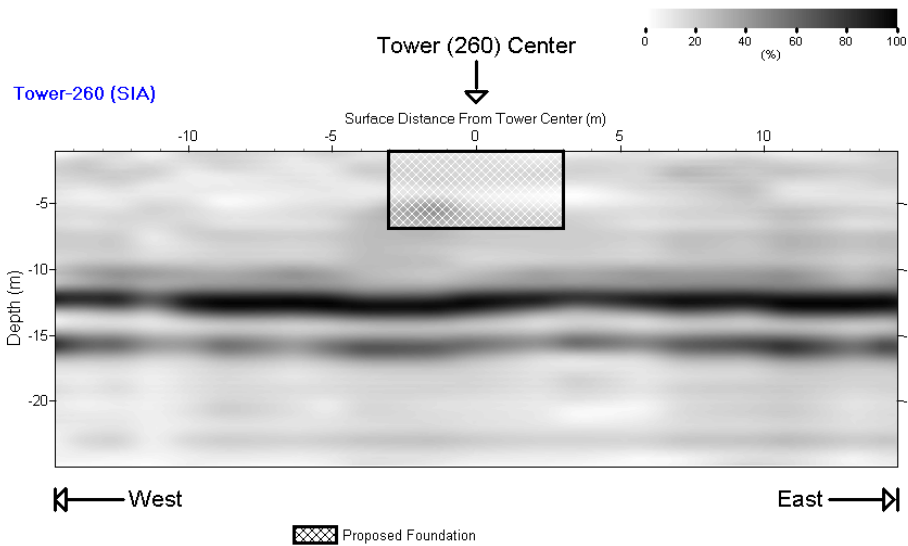 0 20 40 60 80 100
(%)
Tower (260) Center
Tower-260 (SIA)
Surface Distance From Tower Center (m)
-10 -5 0 5 10
-5
-10
-15
-20
Depth (m)
West
East
Proposed Foundation